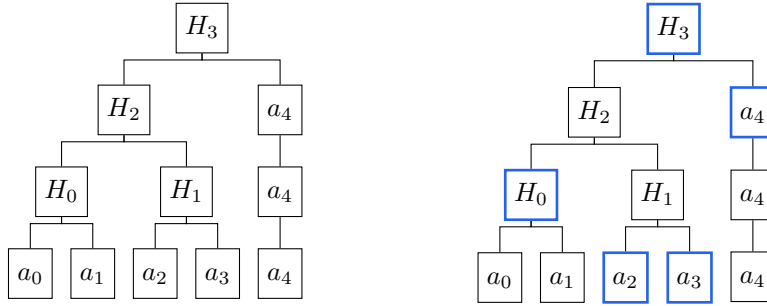 H₃ H₃
H₂ a₄ H₂ a₄
H₀ H₁ a₄ H₀ H₁ a₄
a₀ a₁ a₂ a₃ a₄ a₀ a₁ a₂ a₃ a₄